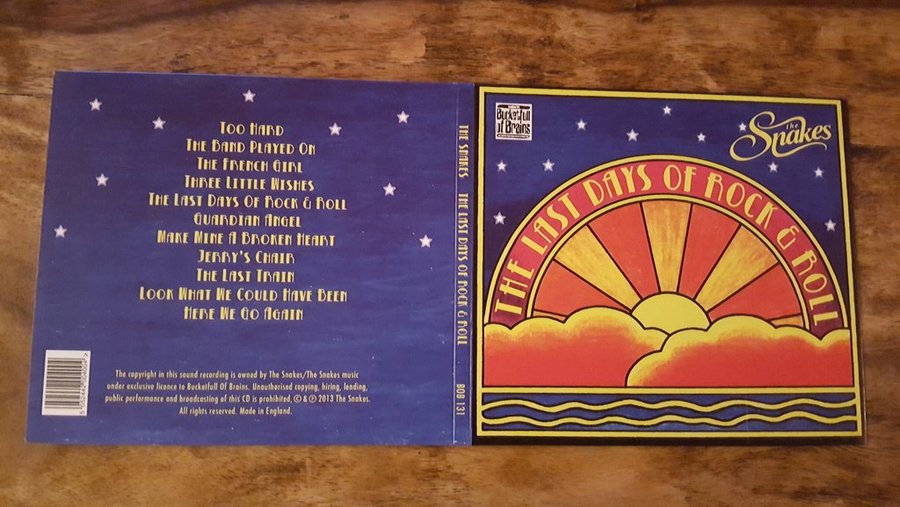 Too Hard
The Band Played On
The French Girl
Three Little Wishes
The Last Days Of Rock & Roll
Guardian Angel
Make Mine A Broken Heart
Jerry's Chair
The Last Train
Look What We Could Have Been
Here We Go Again
The copyright in this sound recording is owned by The Snakes/The Snakes music
under exclusive licence to Bucketfull Of Brains. Unauthorised copying, hiring, lending,
public performance and broadcasting of this CD is prohibited, © & ℗ 2013 The Snakes.
All rights reserved. Made in England.
THE SNAKES THE LAST DAYS OF ROCK & ROLL BOB 131
Bucketfull
of Brains
the
Snakes
THE LAST DAYS OF ROCK & ROLL